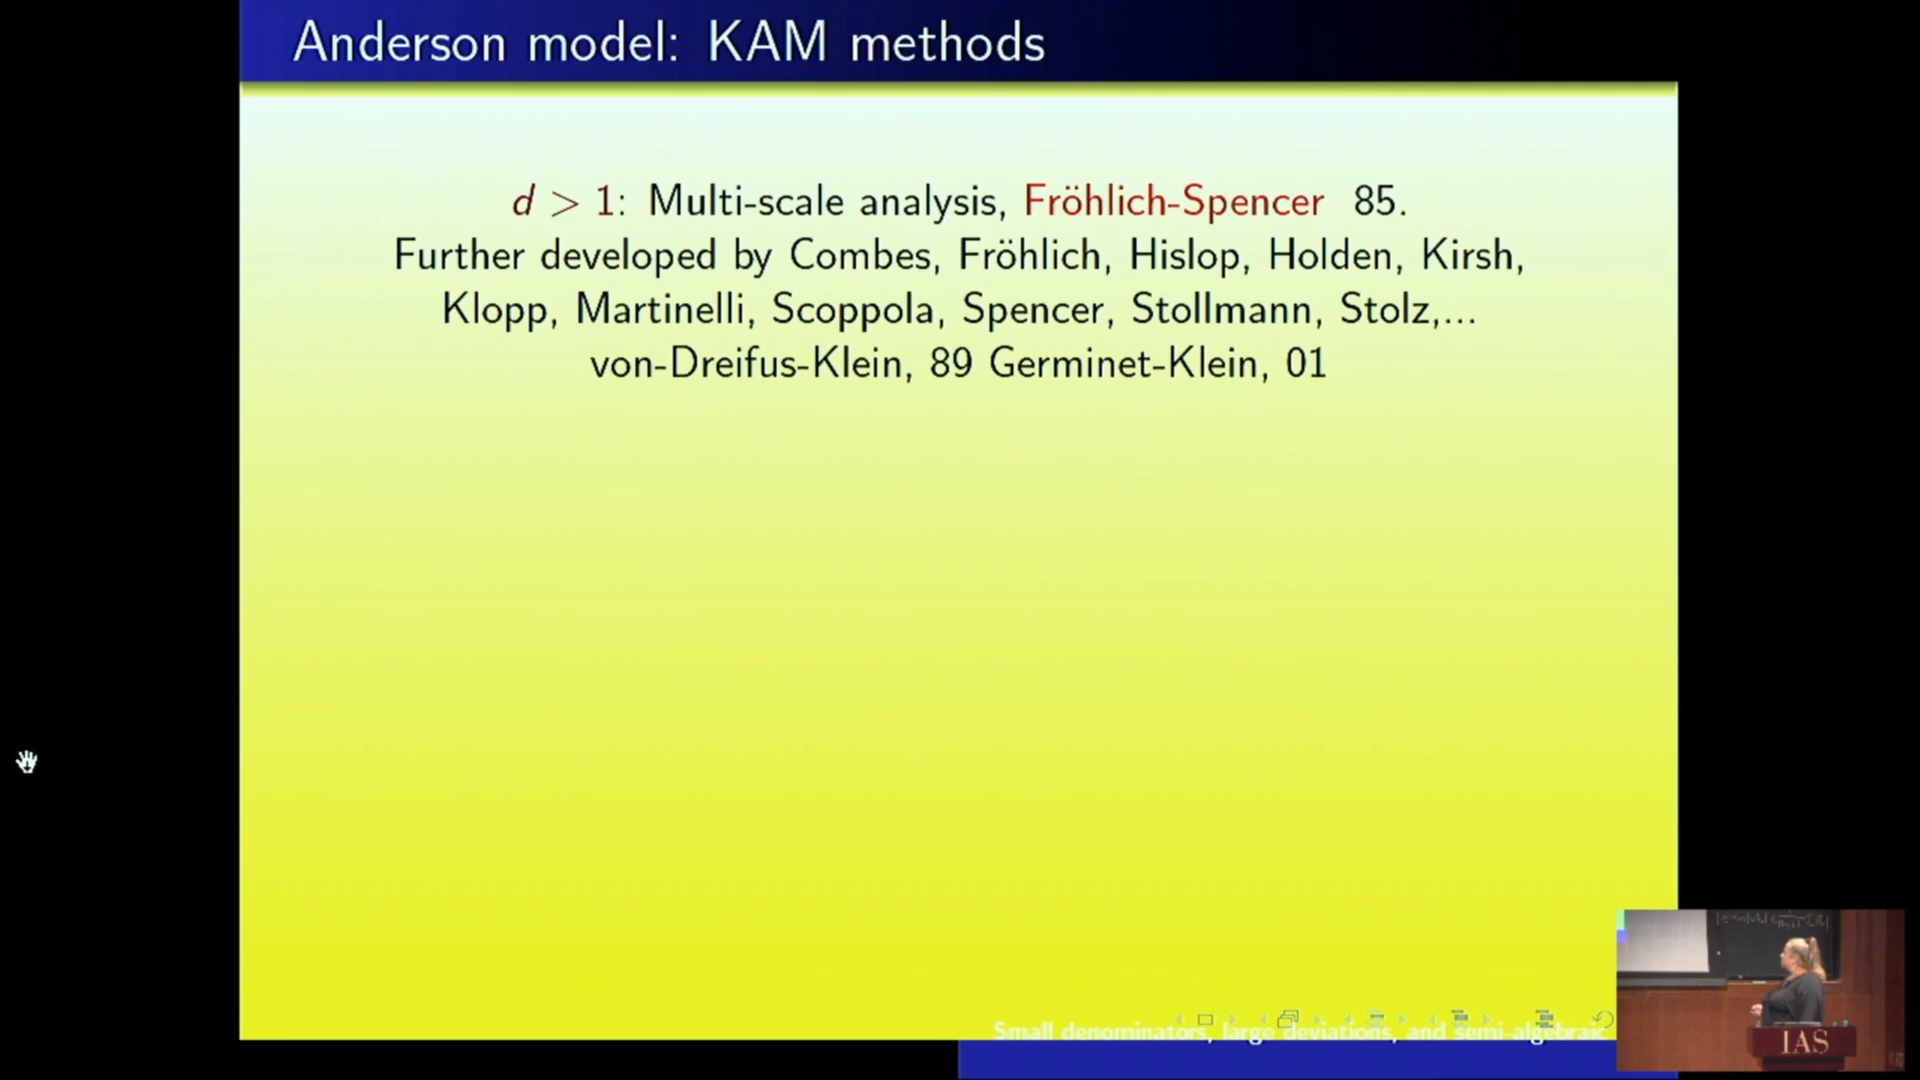 Anderson model: KAM methods
d > 1: Multi-scale analysis, Fröhlich-Spencer 85.
Further developed by Combes, Fröhlich, Hislop, Holden, Kirsh,
Klopp, Martinelli, Scoppola, Spencer, Stollmann, Stolz,...
von-Dreifus-Klein, 89 Germinet-Klein, 01
Small denominators, large deviations, and semi-algebraic
IAS